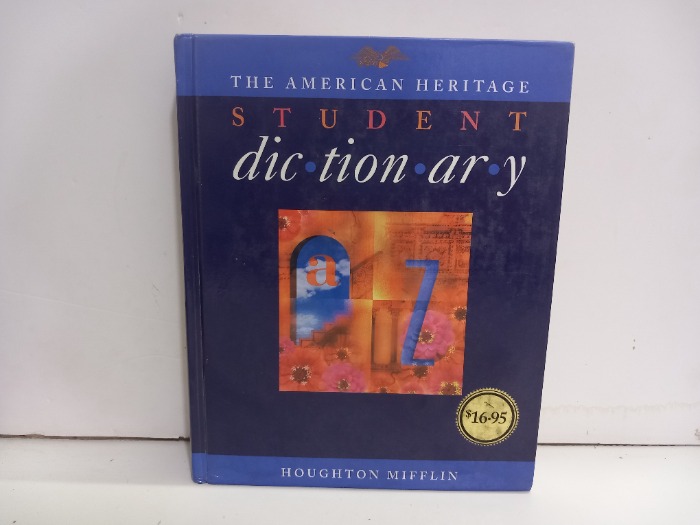 THE AMERICAN HERITAGE
STUDENT
dic•tion•ar•y
a
Z
$16.95
HOUGHTON MIFFLIN